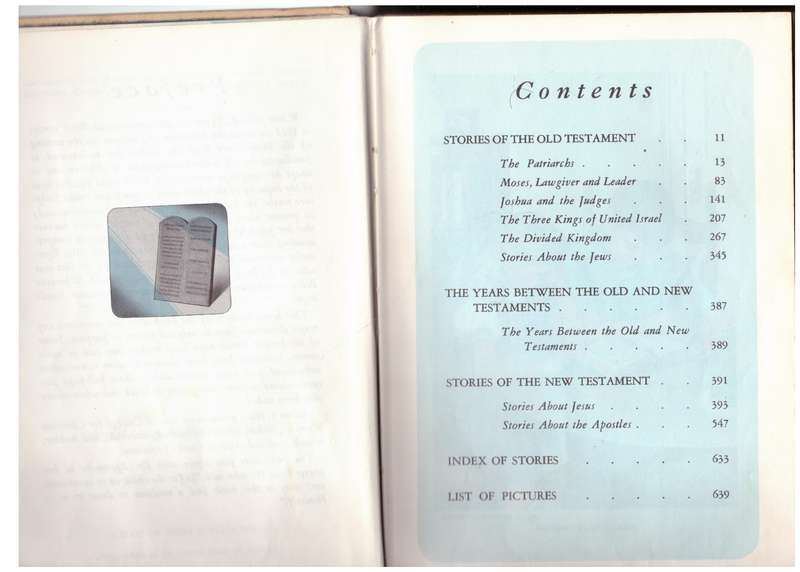 Contents
STORIES OF THE OLD TESTAMENT . . 11
The Patriarchs . . . . . 13
Moses, Lawgiver and Leader . . 83
Joshua and the Judges . . . 141
The Three Kings of United Israel . 207
The Divided Kingdom . . . 267
Stories About the Jews . . . 345
THE YEARS BETWEEN THE OLD AND NEW
TESTAMENTS . . . . . . 387
The Years Between the Old and New
Testaments . . . . . 389
STORIES OF THE NEW TESTAMENT . . 391
Stories About Jesus . . . . 393
Stories About the Apostles . . . 547
INDEX OF STORIES . . . . . 633
LIST OF PICTURES . . . . . 639